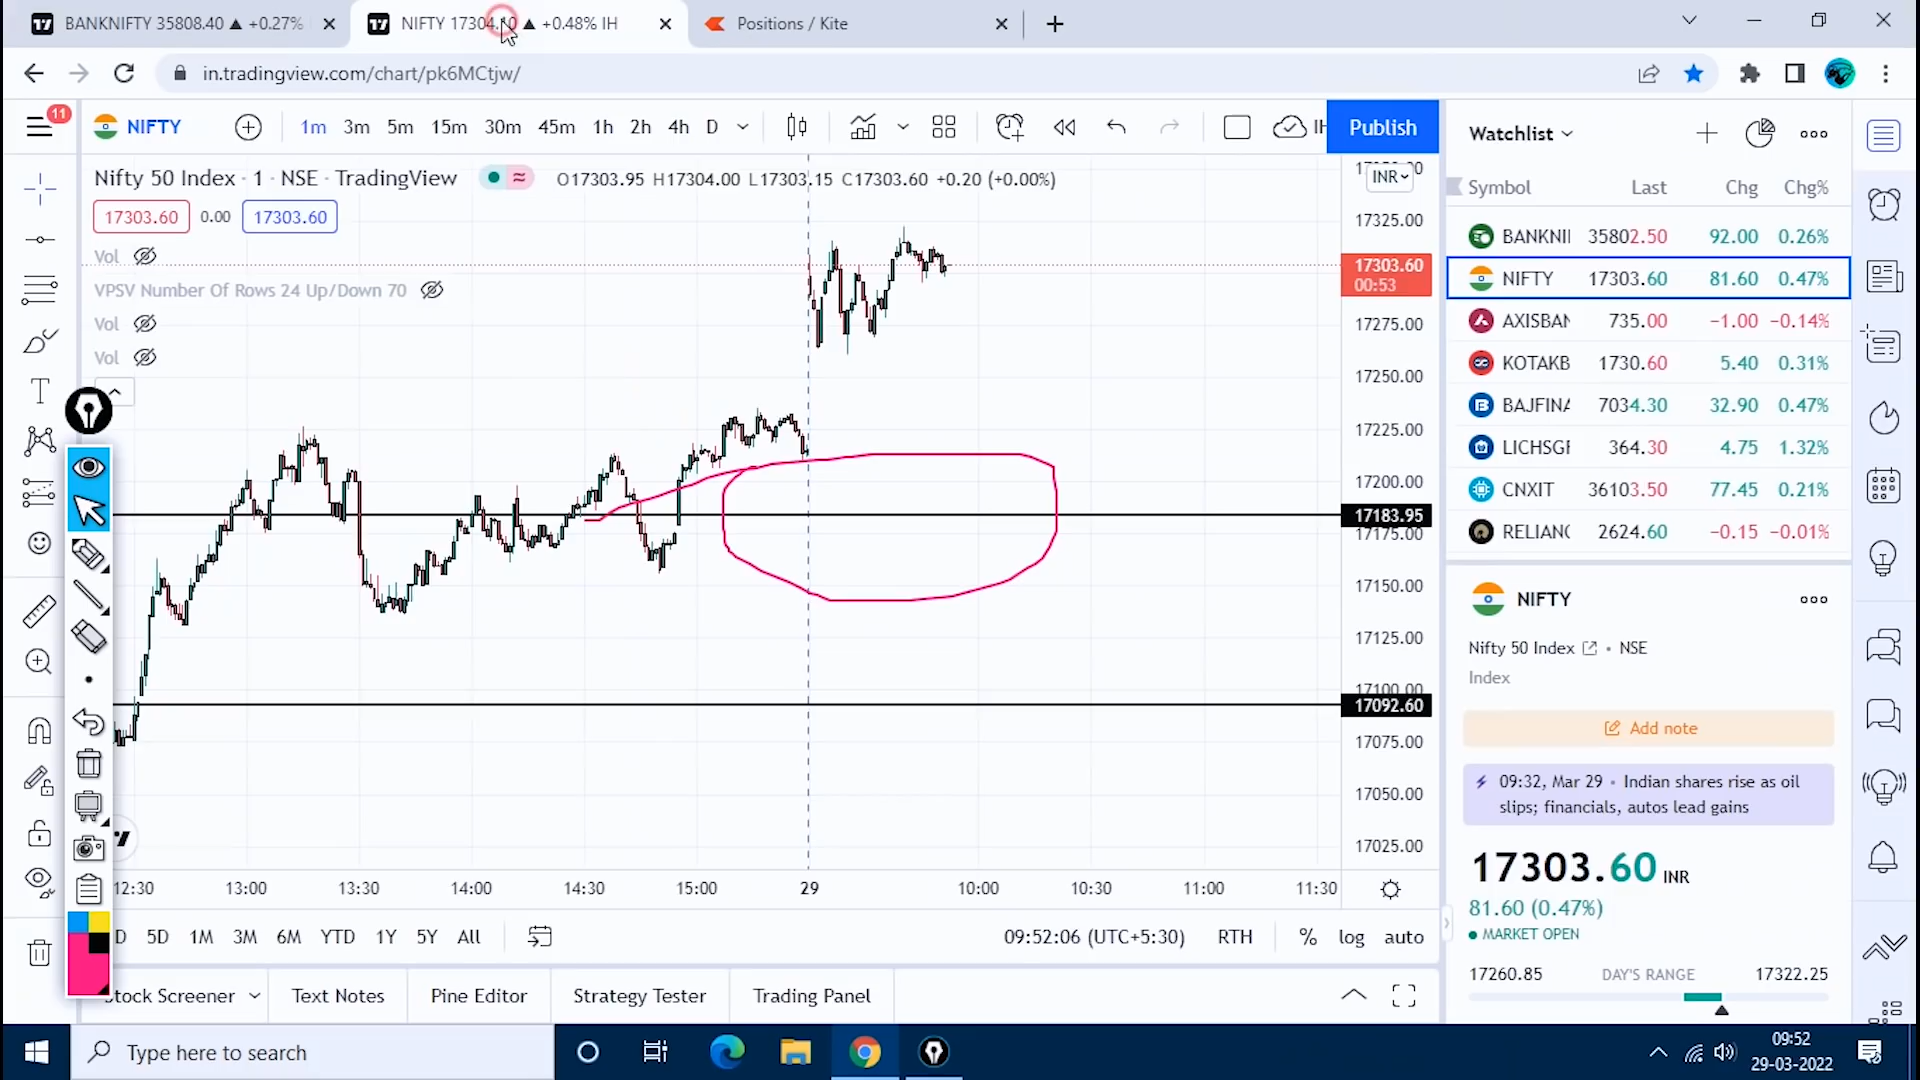 BANKNIFTY 35808.40 ▲ +0.27%
NIFTY 17304.10 ▲ +0.48% IH
Positions / Kite
in.tradingview.com/chart/pk6MCtjw/
11
NIFTY
1m 3m 5m 15m 30m 45m 1h 2h 4h D
IH
Publish
Watchlist
Nifty 50 Index · 1 · NSE · TradingView
O17303.95 H17304.00 L17303.15 C17303.60 +0.20 (+0.00%)
INR
17303.60 0.00 17303.60
Vol
VPSV Number Of Rows 24 Up/Down 70
Vol
Vol
17325.00
17303.60
00:53
17275.00
17250.00
17225.00
17200.00
17183.95
17175.00
17150.00
17125.00
17100.00
17092.60
17075.00
17050.00
17025.00
12:30 13:00 13:30 14:00 14:30 15:00 29 10:00 10:30 11:00 11:30
D 5D 1M 3M 6M YTD 1Y 5Y All
09:52:06 (UTC+5:30) RTH % log auto
Stock Screener Text Notes Pine Editor Strategy Tester Trading Panel
Symbol Last Chg Chg%
BANKNI 35802.50 92.00 0.26%
NIFTY 17303.60 81.60 0.47%
AXISBAN 735.00 −1.00 −0.14%
KOTAKB 1730.60 5.40 0.31%
BAJFINA 7034.30 32.90 0.47%
LICHSGF 364.30 4.75 1.32%
CNXIT 36103.50 77.45 0.21%
RELIANC 2624.60 −0.15 −0.01%
NIFTY
Nifty 50 Index • NSE
Index
Add note
09:32, Mar 29 • Indian shares rise as oil
slips; financials, autos lead gains
17303.60 INR
81.60 (0.47%)
MARKET OPEN
17260.85 DAY'S RANGE 17322.25
Type here to search
09:52
29-03-2022